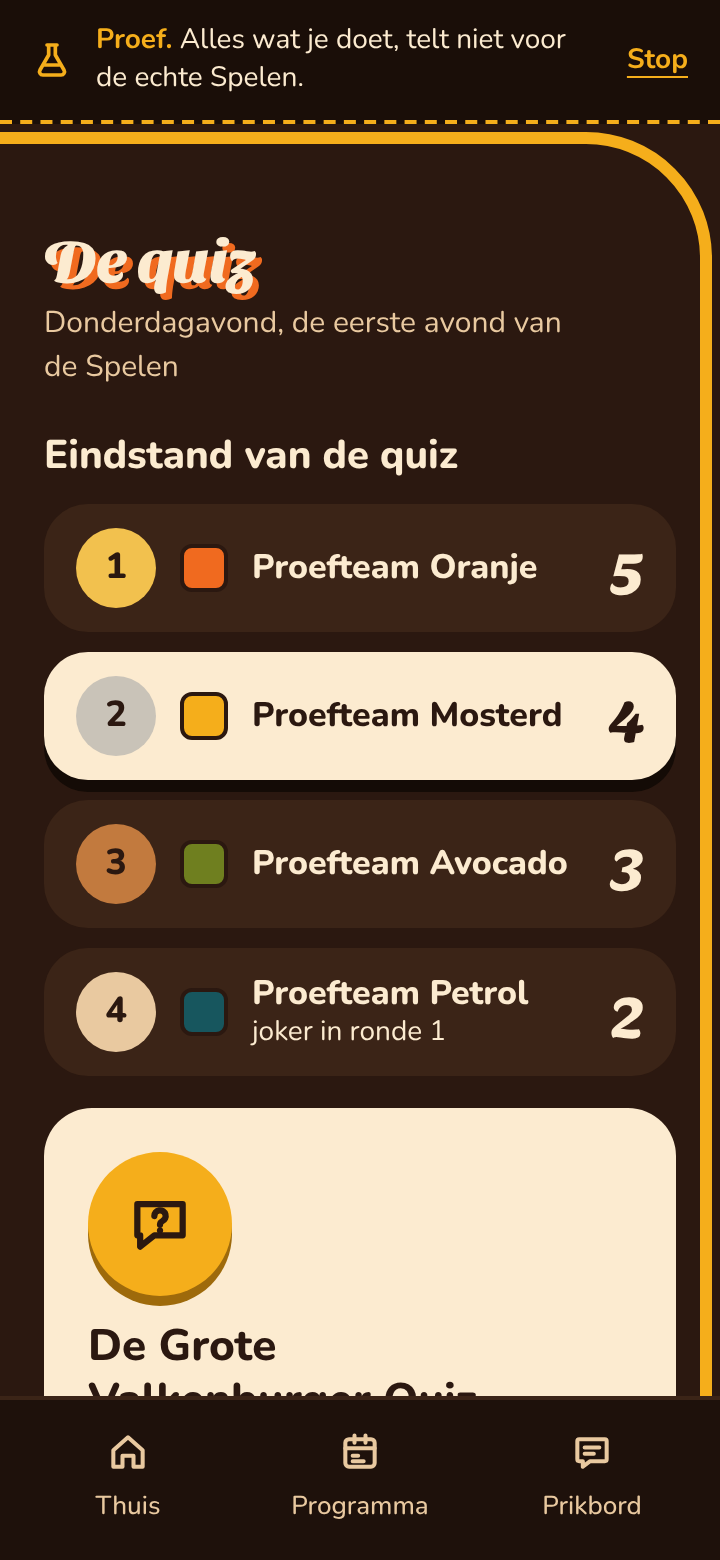 Proef. Alles wat je doet, telt niet voor
de echte Spelen.
Stop
De quiz
Donderdagavond, de eerste avond van
de Spelen
Eindstand van de quiz
1 Proefteam Oranje 5
2 Proefteam Mosterd 4
3 Proefteam Avocado 3
4 Proefteam Petrol 2
joker in ronde 1
De Grote
Valkenburger Quiz
Thuis Programma Prikbord